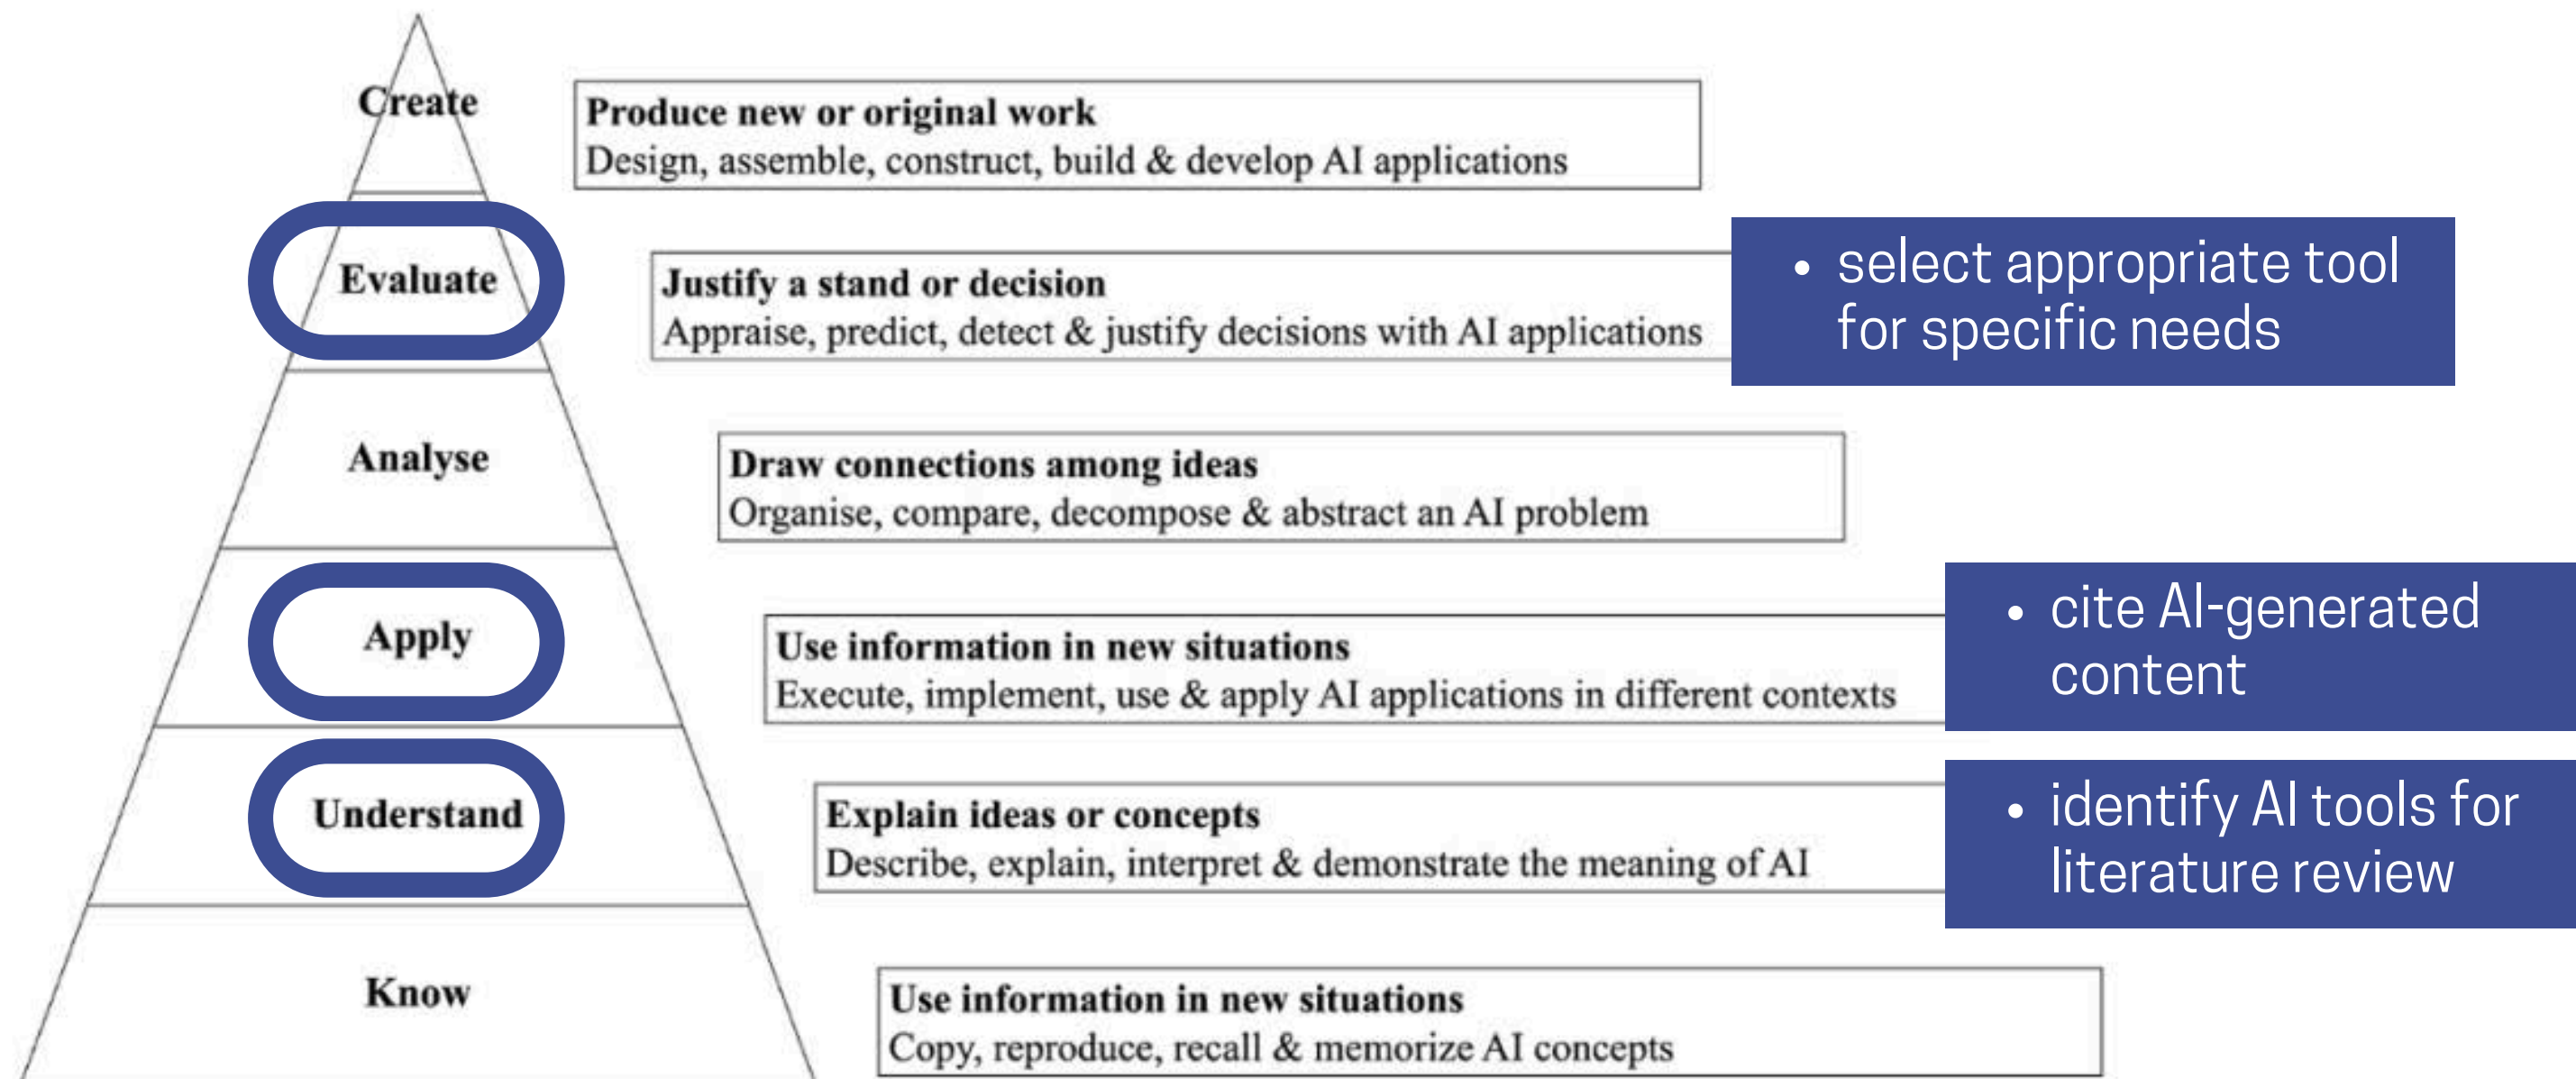 Create
Produce new or original work
Design, assemble, construct, build & develop AI applications
Evaluate
Justify a stand or decision
Appraise, predict, detect & justify decisions with AI applications
• select appropriate tool
for specific needs
Analyse
Draw connections among ideas
Organise, compare, decompose & abstract an AI problem
Apply
Use information in new situations
Execute, implement, use & apply AI applications in different contexts
• cite AI-generated
content
Understand
Explain ideas or concepts
Describe, explain, interpret & demonstrate the meaning of AI
• identify AI tools for
literature review
Know
Use information in new situations
Copy, reproduce, recall & memorize AI concepts